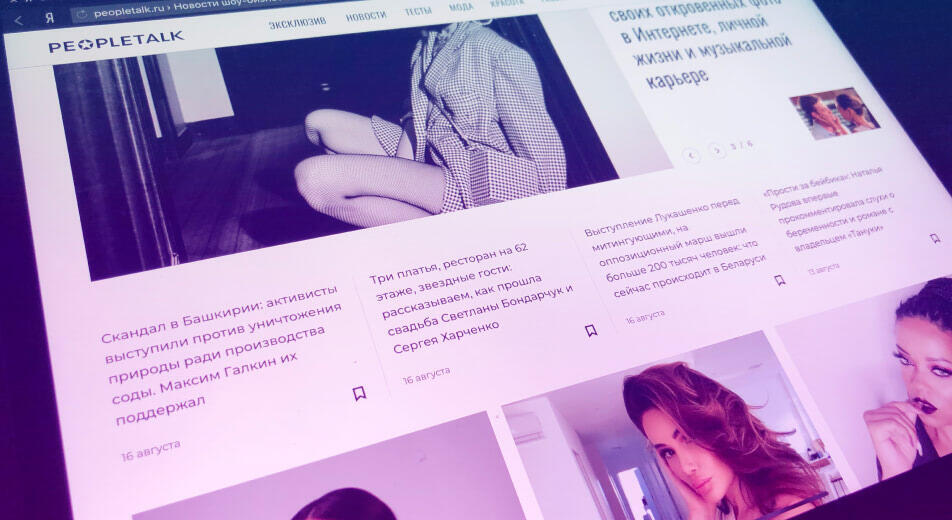 Я peopletalk.ru › Новости шоу-бизнес
PEOPLETALK
ЭКСКЛЮЗИВ НОВОСТИ ТЕСТЫ МОДА КРАСОТА
своих откровенных фото
в Интернете, личной
жизни и музыкальной
карьере
3 / 6
Скандал в Башкирии: активисты
выступили против уничтожения
природы ради производства
соды. Максим Галкин их
поддержал
16 августа
Три платья, ресторан на 62
этаже, звездные гости:
рассказываем, как прошла
свадьба Светланы Бондарчук и
Сергея Харченко
16 августа
Выступление Лукашенко перед
митингующими, на
оппозиционный марш вышли
больше 200 тысяч человек: что
сейчас происходит в Беларуси
16 августа
«Прости за бейбика»: Наталья
Рудова впервые
прокомментировала слухи о
беременности и романе с
владельцем «Тануки»
13 августа